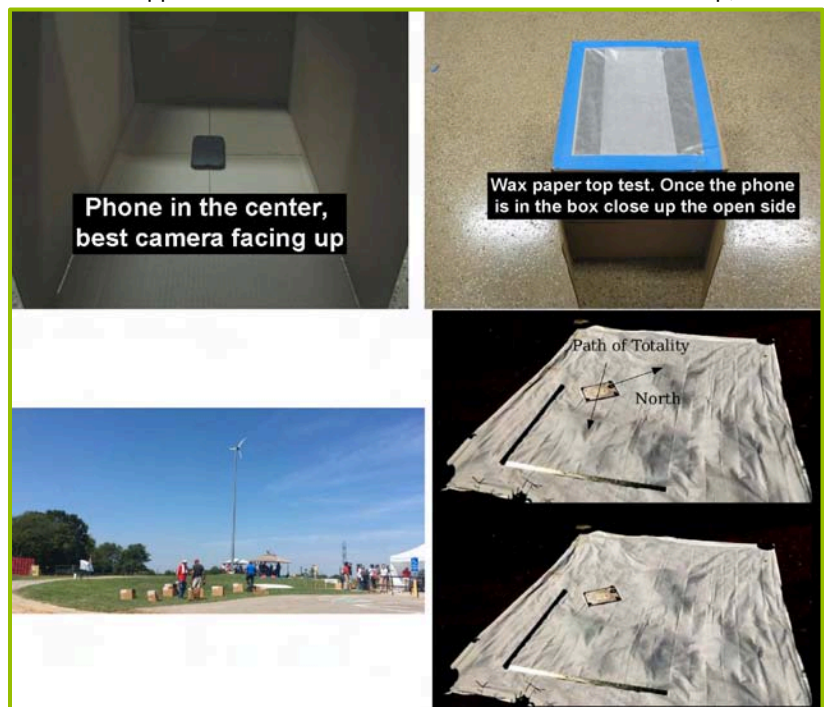 Phone in the center,
best camera facing up
Wax paper top test. Once the phone
is in the box close up the open side
Path of Totality
North